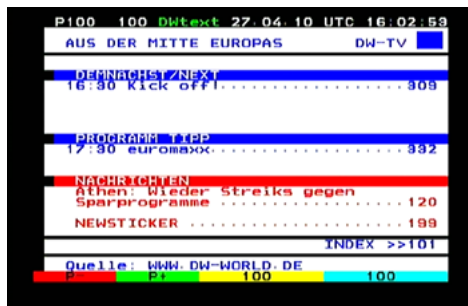 P100 100 DWtext 27.04.10 UTC 16:02:53
AUS DER MITTE EUROPAS DW-TV
DEMNÄCHST/NEXT
16:30 Kick off!..................309
PROGRAMM TIPP
17:30 euromaxx..................332
NACHRICHTEN
Athen: Wieder Streiks gegen
Sparprogramme ..................120
NEWSTICKER ..................199
INDEX >>101
Quelle: WWW.DW-WORLD.DE
P- P+ 100 100